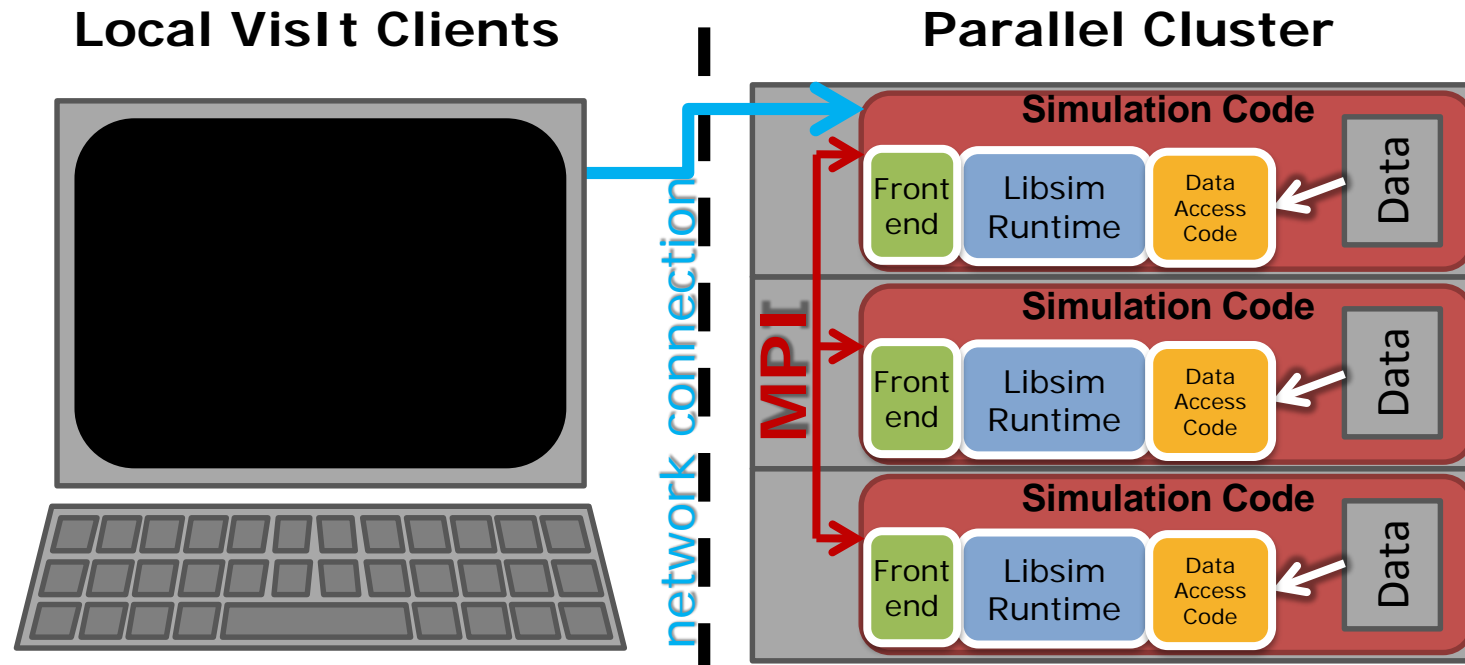 Local VisIt Clients
Parallel Cluster
network connection
MPI
Simulation Code
Front
end
Libsim
Runtime
Data
Access
Code
Data
Simulation Code
Front
end
Libsim
Runtime
Data
Access
Code
Data
Simulation Code
Front
end
Libsim
Runtime
Data
Access
Code
Data